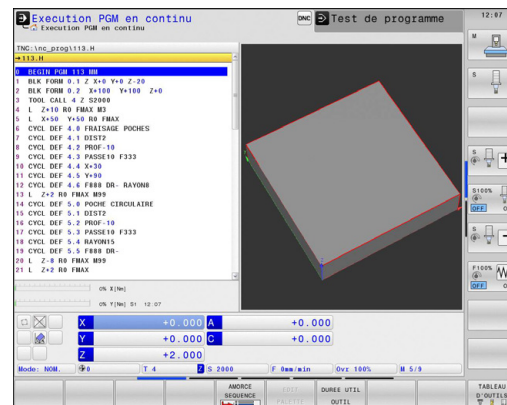 Execution PGM en continu
Execution PGM en continu
DNC
Test de programme
12:07
TNC:\nc_prog\113.H
→113.H
0 BEGIN PGM 113 MM
1 BLK FORM 0.1 Z X+0 Y+0 Z-20
2 BLK FORM 0.2 X+100 Y+100 Z+0
3 TOOL CALL 4 Z S2000
4 L Z+10 R0 FMAX M3
5 L X+50 Y+50 R0 FMAX
6 CYCL DEF 4.0 FRAISAGE POCHES
7 CYCL DEF 4.1 DIST2
8 CYCL DEF 4.2 PROF-10
9 CYCL DEF 4.3 PASSE10 F333
10 CYCL DEF 4.4 X+30
11 CYCL DEF 4.5 Y+90
12 CYCL DEF 4.6 F888 DR- RAYON8
13 L Z+2 R0 FMAX M99
14 CYCL DEF 5.0 POCHE CIRCULAIRE
15 CYCL DEF 5.1 DIST2
16 CYCL DEF 5.2 PROF-10
17 CYCL DEF 5.3 PASSE10 F333
18 CYCL DEF 5.4 RAYON15
19 CYCL DEF 5.5 F888 DR-
20 L Z-8 R0 FMAX M99
21 L Z+2 R0 FMAX
0% X[Nm]
0% Y[Nm] S1 12:07
X +0.000 A +0.000
Y +0.000 C +0.000
Z +2.000
Mode: NOM. 0 T 4 Z S 2000 F 0mm/min Ovr 100% M 5/9
M
S
S
S100%
OFF
S
F100%
OFF
AMORCE
SEQUENCE
EDIT
PALETTE
DUREE UTIL
OUTIL
TABLEAU
D'OUTILS